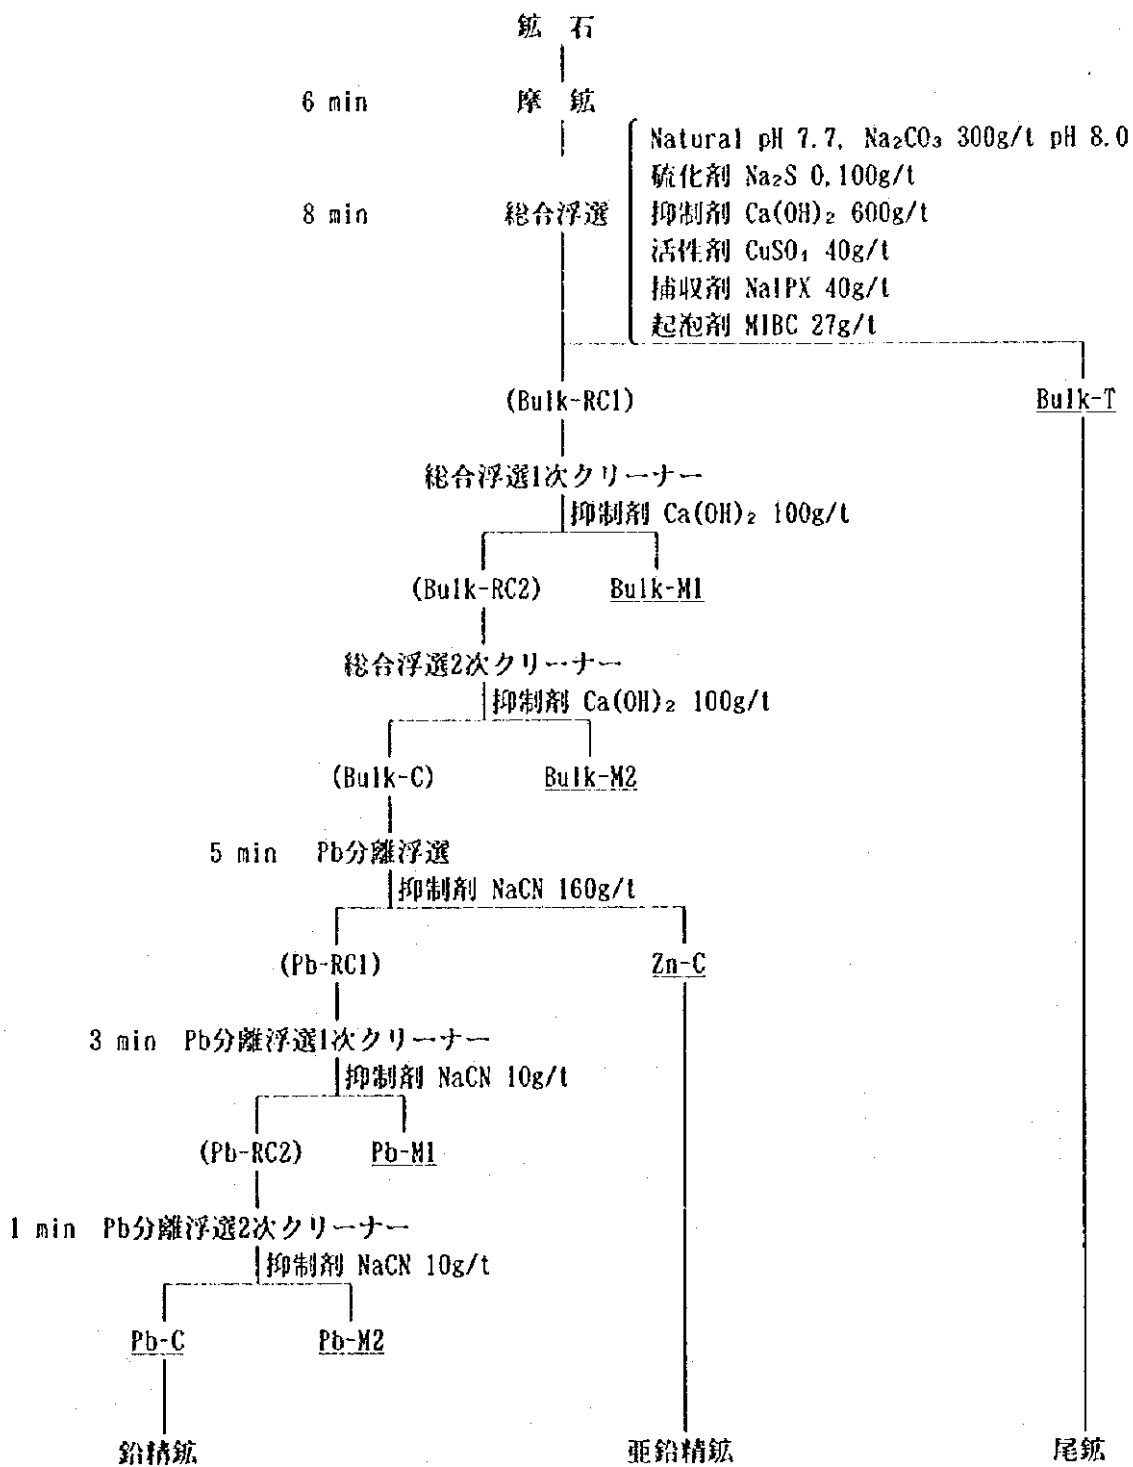 鉱 石
6 min 摩 鉱
Natural pH 7.7, Na₂CO₃ 300g/t pH 8.0
硫化剤 Na₂S 0,100g/t
8 min 総合浮選 抑制剤 Ca(OH)₂ 600g/t
活性剤 CuSO₄ 40g/t
捕収剤 NaIPX 40g/t
起泡剤 MIBC 27g/t
(Bulk-RC1) Bulk-T
総合浮選1次クリーナー
抑制剤 Ca(OH)₂ 100g/t
(Bulk-RC2) Bulk-M1
総合浮選2次クリーナー
抑制剤 Ca(OH)₂ 100g/t
(Bulk-C) Bulk-M2
5 min Pb分離浮選
抑制剤 NaCN 160g/t
(Pb-RC1) Zn-C
3 min Pb分離浮選1次クリーナー
抑制剤 NaCN 10g/t
(Pb-RC2) Pb-M1
1 min Pb分離浮選2次クリーナー
抑制剤 NaCN 10g/t
Pb-C Pb-M2
鉛精鉱 亜鉛精鉱 尾鉱